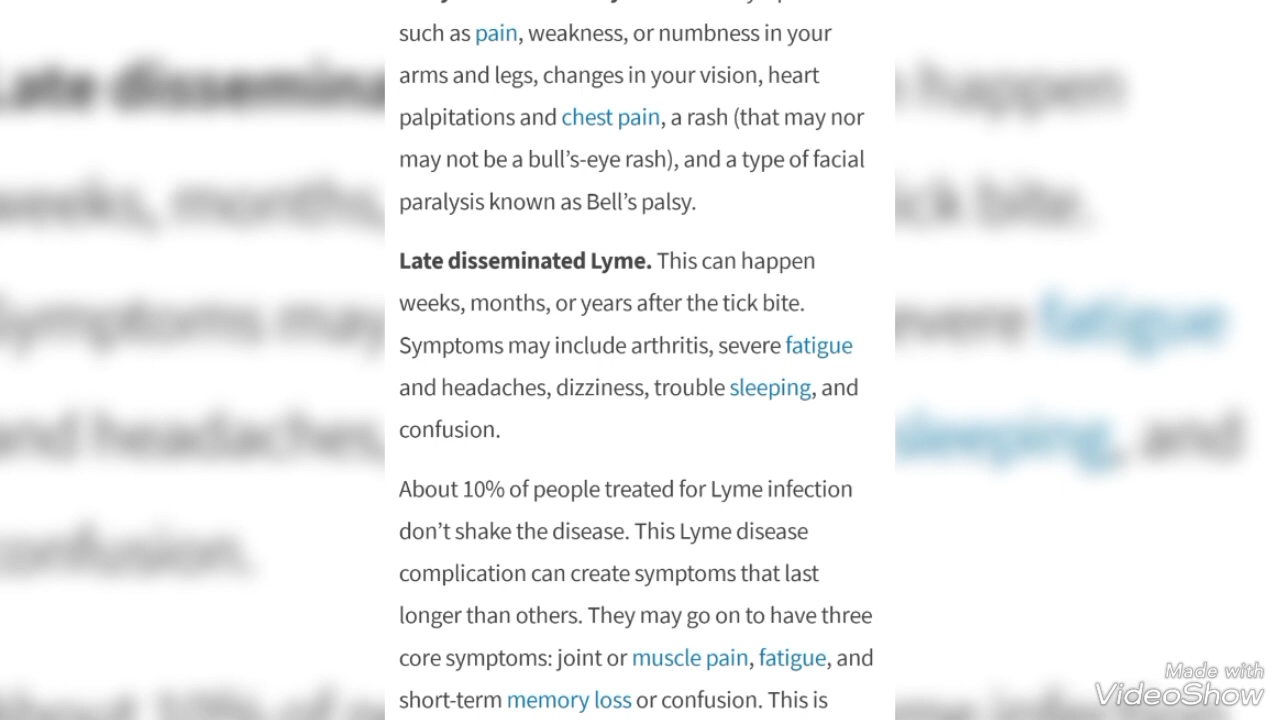 such as pain, weakness, or numbness in your
arms and legs, changes in your vision, heart
palpitations and chest pain, a rash (that may nor
may not be a bull’s-eye rash), and a type of facial
paralysis known as Bell’s palsy.
Late disseminated Lyme. This can happen
weeks, months, or years after the tick bite.
Symptoms may include arthritis, severe fatigue
and headaches, dizziness, trouble sleeping, and
confusion.
About 10% of people treated for Lyme infection
don’t shake the disease. This Lyme disease
complication can create symptoms that last
longer than others. They may go on to have three
core symptoms: joint or muscle pain, fatigue, and
short-term memory loss or confusion. This is
Made with
VideoShow